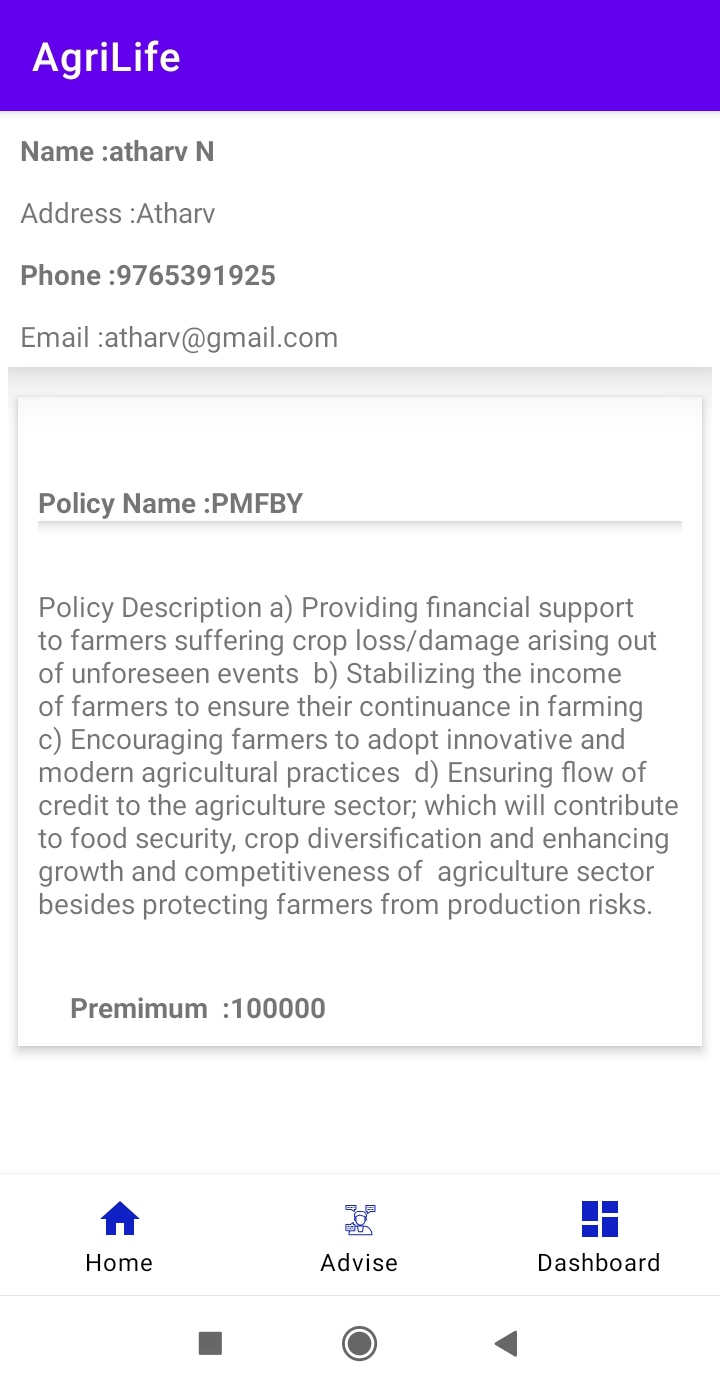 AgriLife
Name :atharv N
Address :Atharv
Phone :9765391925
Email :atharv@gmail.com
Policy Name :PMFBY
Policy Description a) Providing financial support
to farmers suffering crop loss/damage arising out
of unforeseen events  b) Stabilizing the income
of farmers to ensure their continuance in farming
c) Encouraging farmers to adopt innovative and
modern agricultural practices  d) Ensuring flow of
credit to the agriculture sector; which will contribute
to food security, crop diversification and enhancing
growth and competitiveness of  agriculture sector
besides protecting farmers from production risks.
Premimum  :100000
Home
Advise
Dashboard